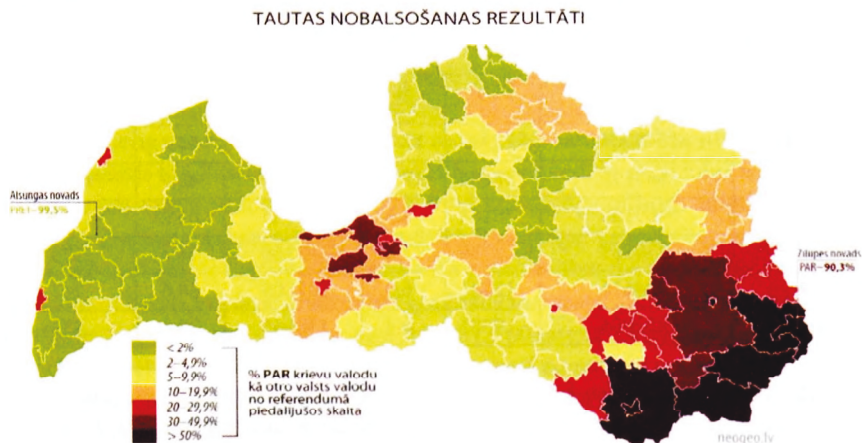 TAUTAS NOBALSOŠANAS REZULTĀTI
Alsungas novads
–99,5%
Zilupes novads
PAR–90,3%
< 2%
2–4,9%
5–9,9%
10–19,9%
20–29,9%
30–49,9%
> 50%
% PAR krievu valodu
kā otro valsts valodu
no referendumā
piedalījušos skaita
neogeo.lv